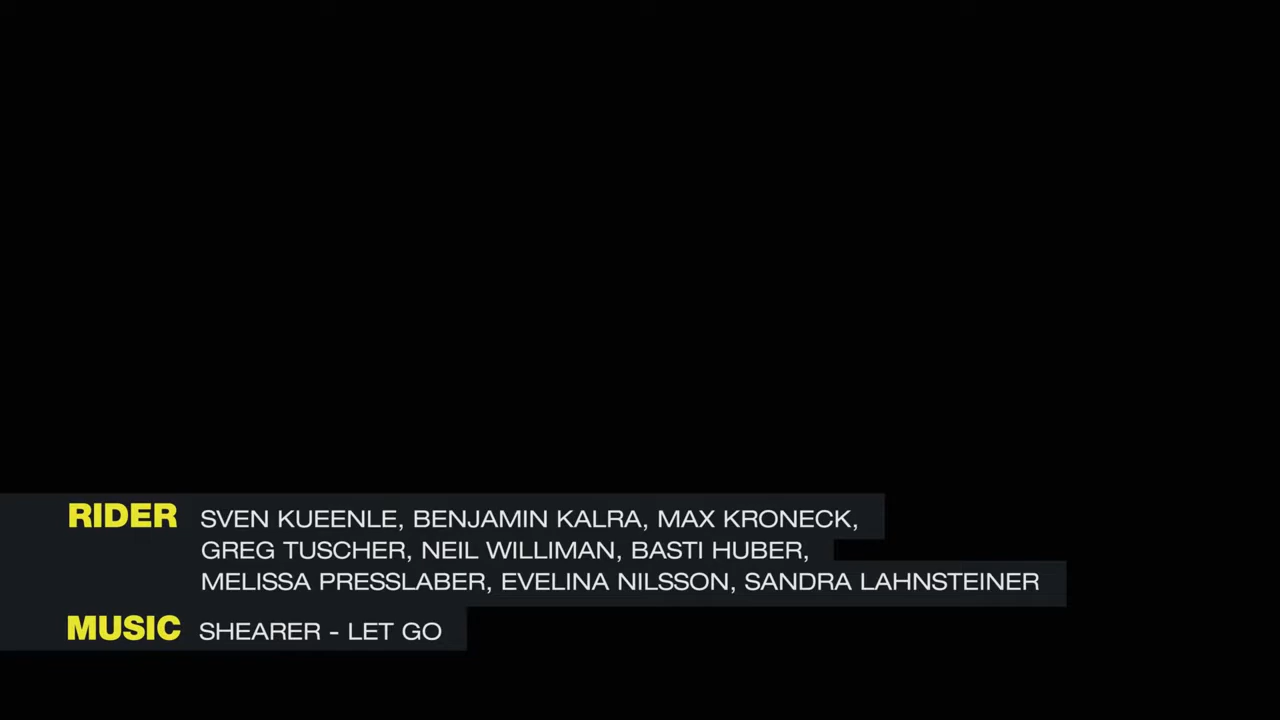 RIDER SVEN KUEENLE, BENJAMIN KALRA, MAX KRONECK,
GREG TUSCHER, NEIL WILLIMAN, BASTI HUBER,
MELISSA PRESSLABER, EVELINA NILSSON, SANDRA LAHNSTEINER
MUSIC SHEARER - LET GO